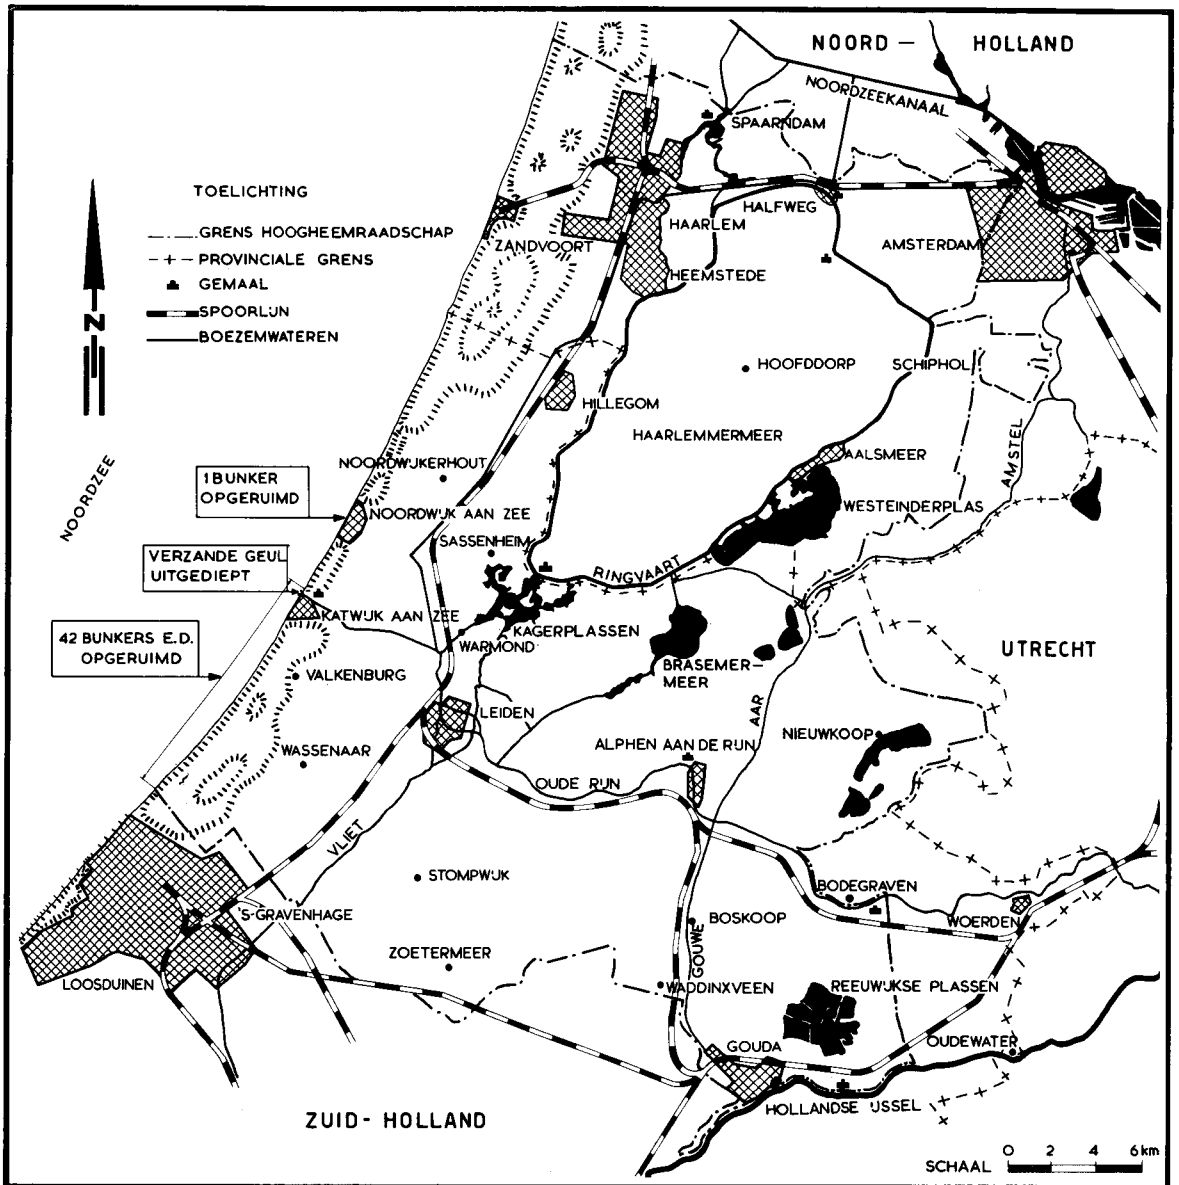 NOORD — HOLLAND
NOORDZEEKANAAL
SPAARNDAM
TOELICHTING
GRENS HOOGHEEMRAADSCHAP
PROVINCIALE GRENS
GEMAAL
SPOORLIJN
BOEZEMWATEREN
N
HALFWEG
HAARLEM
ZANDVOORT
AMSTERDAM
HEEMSTEDE
HOOFDDORP
SCHIPHOL
HILLEGOM
HAARLEMMERMEER
AMSTEL
AALSMEER
NOORDZEE
NOORDWIJKERHOUT
1 BUNKER
OPGERUIMD
NOORDWIJK AAN ZEE
WESTEINDERPLAS
SASSENHEIM
VERZANDE GEUL
UITGEDIEPT
RINGVAART
KATWIJK AAN ZEE
KAGERPLASSEN
42 BUNKERS E.D.
OPGERUIMD
WARMOND
UTRECHT
VALKENBURG
BRASEMER-
MEER
LEIDEN
AAR
NIEUWKOOP
WASSENAAR
ALPHEN AAN DE RIJN
OUDE RIJN
VLIET
STOMPWIJK
BODEGRAVEN
'S-GRAVENHAGE
BOSKOOP
WOERDEN
GOUWE
ZOETERMEER
LOOSDUINEN
WADDINXVEEN
REEUWIJKSE PLASSEN
GOUDA
OUDEWATER
HOLLANDSE IJSSEL
ZUID - HOLLAND
SCHAAL 0 2 4 6 km